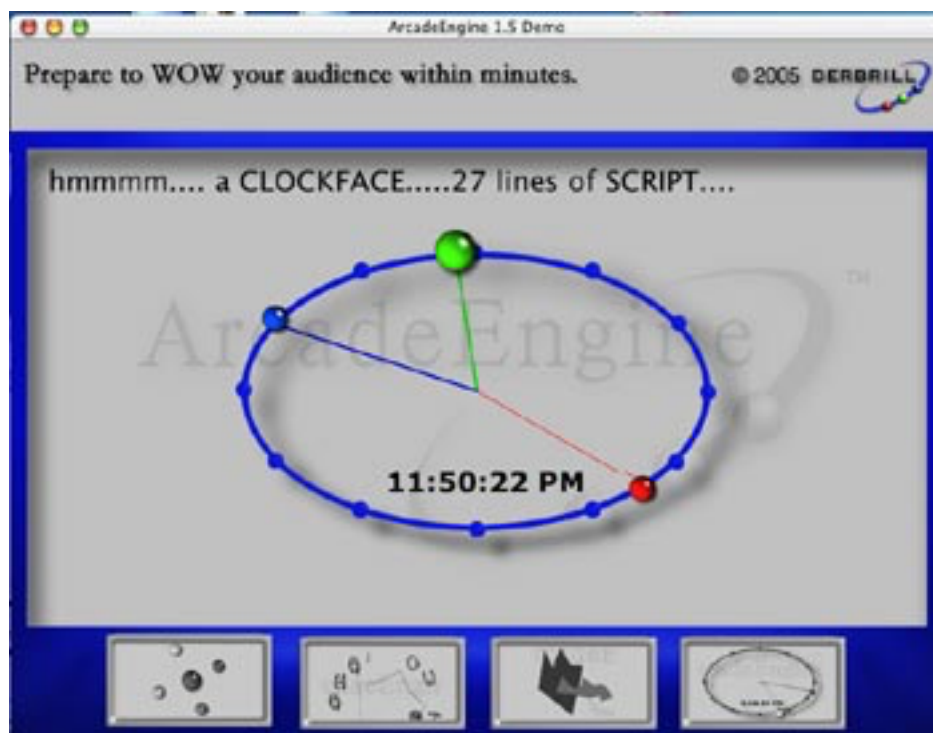 ArcadeEngine 1.5 Demo
Prepare to WOW your audience within minutes.
© 2005 DERBRILL
hmmmm.... a CLOCKFACE.....27 lines of SCRIPT....
ArcadeEngine
TM
11:50:22 PM